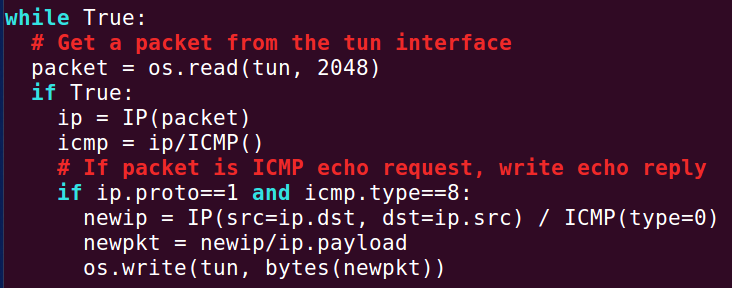 while True:
  # Get a packet from the tun interface
  packet = os.read(tun, 2048)
  if True:
    ip = IP(packet)
    icmp = ip/ICMP()
    # If packet is ICMP echo request, write echo reply
    if ip.proto==1 and icmp.type==8:
      newip = IP(src=ip.dst, dst=ip.src) / ICMP(type=0)
      newpkt = newip/ip.payload
      os.write(tun, bytes(newpkt))